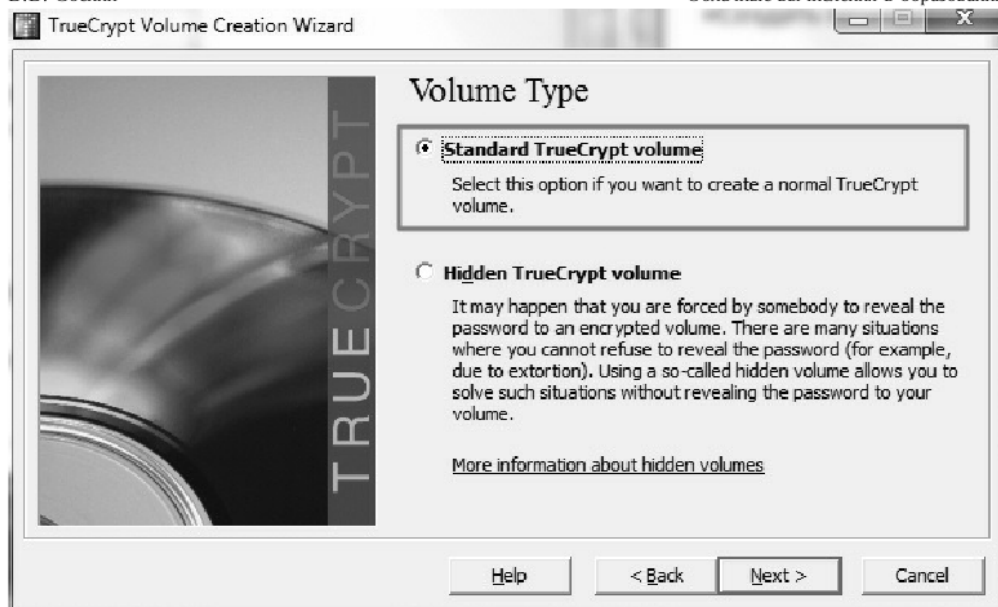 TrueCrypt Volume Creation Wizard
Volume Type
Standard TrueCrypt volume
Select this option if you want to create a normal TrueCrypt
volume.
Hidden TrueCrypt volume
It may happen that you are forced by somebody to reveal the
password to an encrypted volume. There are many situations
where you cannot refuse to reveal the password (for example,
due to extortion). Using a so-called hidden volume allows you to
solve such situations without revealing the password to your
volume.
More information about hidden volumes
TRUECRYPT
Help < Back Next > Cancel